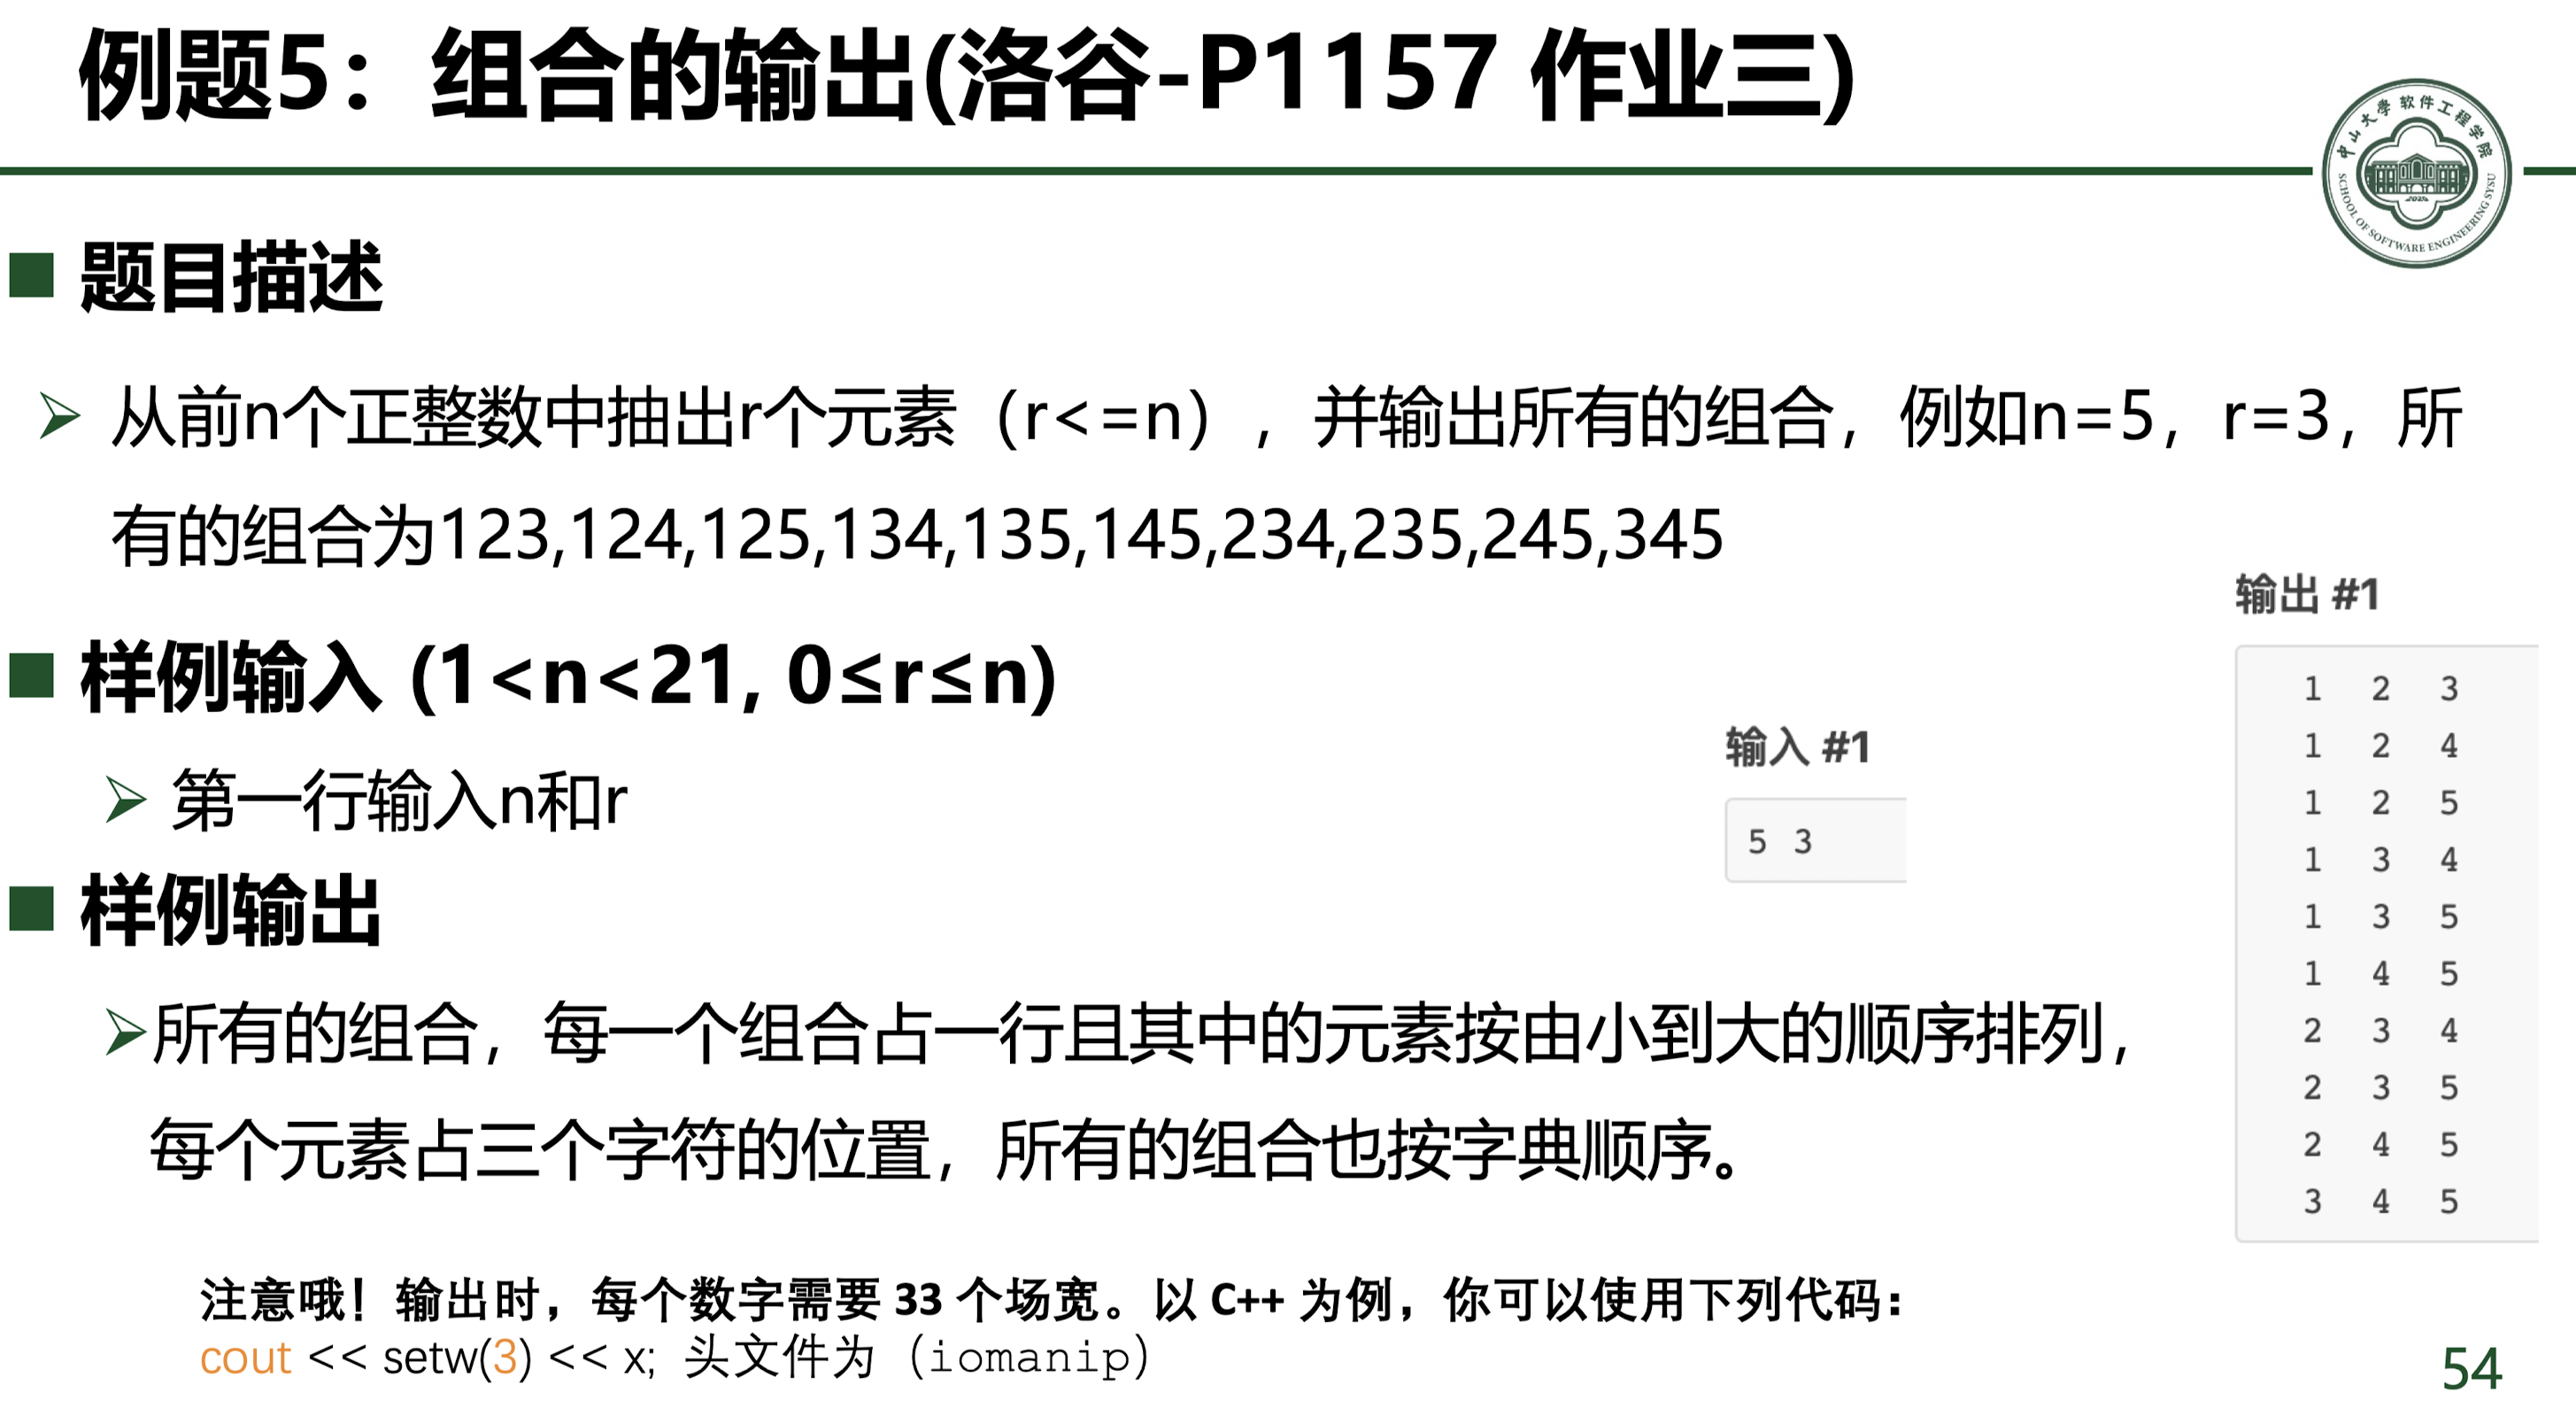 例题5：组合的输出(洛谷-P1157 作业三)
中山大学软件工程学院
SCHOOL OF SOFTWARE ENGINEERING SYSU
题目描述
从前n个正整数中抽出r个元素（r<=n），并输出所有的组合，例如n=5，r=3，所
有的组合为123,124,125,134,135,145,234,235,245,345
样例输入 (1<n<21, 0≤r≤n)
第一行输入n和r
输入 #1
5 3
样例输出
所有的组合，每一个组合占一行且其中的元素按由小到大的顺序排列，
每个元素占三个字符的位置，所有的组合也按字典顺序。
输出 #1
1 2 3
1 2 4
1 2 5
1 3 4
1 3 5
1 4 5
2 3 4
2 3 5
2 4 5
3 4 5
注意哦！输出时，每个数字需要 33 个场宽。以 C++ 为例，你可以使用下列代码：
cout << setw(3) << x; 头文件为（iomanip）
54